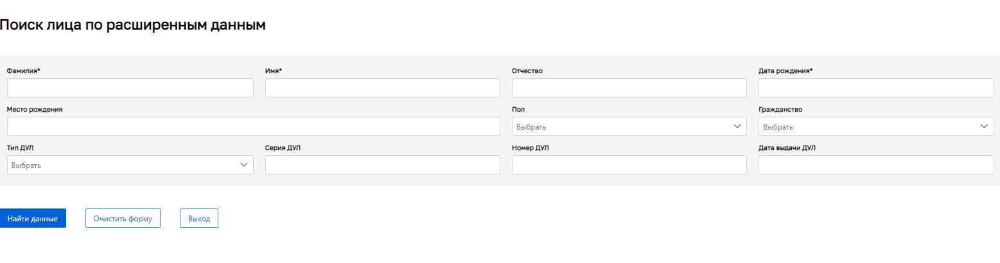 Поиск лица по расширенным данным
Фамилия* Имя* Отчество Дата рождения*
Место рождения Пол Гражданство
Выбрать Выбрать
Тип ДУЛ Серия ДУЛ Номер ДУЛ Дата выдачи ДУЛ
Выбрать
Найти данные Очистить форму Выход